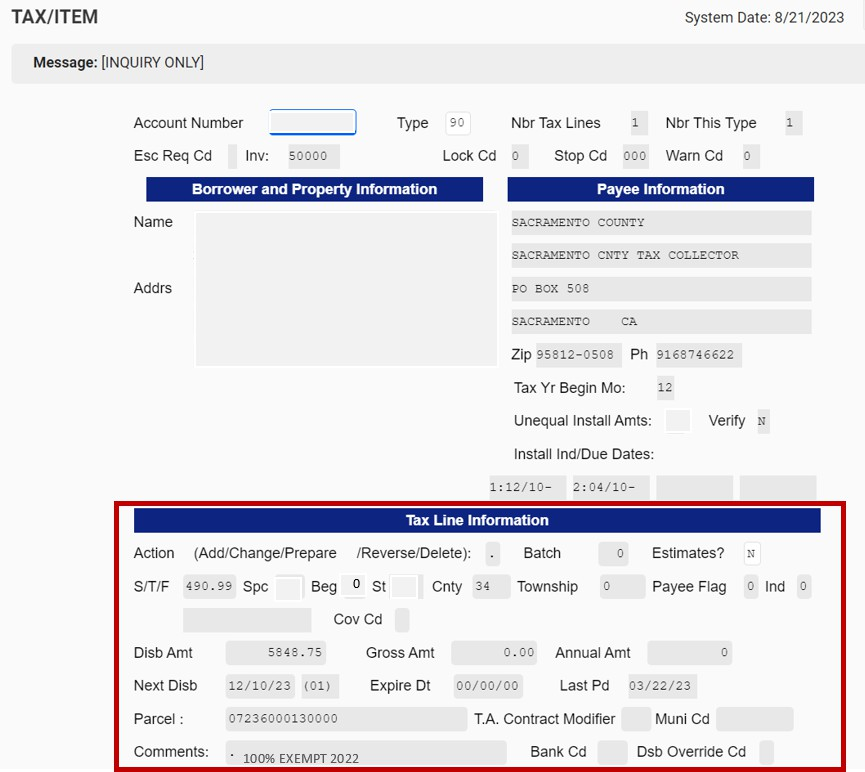 TAX/ITEM System Date: 8/21/2023
Message: [INQUIRY ONLY]
Account Number Type 90 Nbr Tax Lines 1 Nbr This Type 1
Esc Req Cd Inv: 50000 Lock Cd 0 Stop Cd 000 Warn Cd 0
Borrower and Property Information Payee Information
Name SACRAMENTO COUNTY
SACRAMENTO CNTY TAX COLLECTOR
Addrs PO BOX 508
SACRAMENTO CA
Zip 95812-0508 Ph 9168746622
Tax Yr Begin Mo: 12
Unequal Install Amts: Verify N
Install Ind/Due Dates:
1:12/10- 2:04/10-
Tax Line Information
Action (Add/Change/Prepare /Reverse/Delete): . Batch 0 Estimates? N
S/T/F 490.99 Spc Beg 0 St Cnty 34 Township 0 Payee Flag 0 Ind 0
Cov Cd
Disb Amt 5848.75 Gross Amt 0.00 Annual Amt 0
Next Disb 12/10/23 (01) Expire Dt 00/00/00 Last Pd 03/22/23
Parcel : 07236000130000 T.A. Contract Modifier Muni Cd
Comments: . 100% EXEMPT 2022 Bank Cd Dsb Override Cd